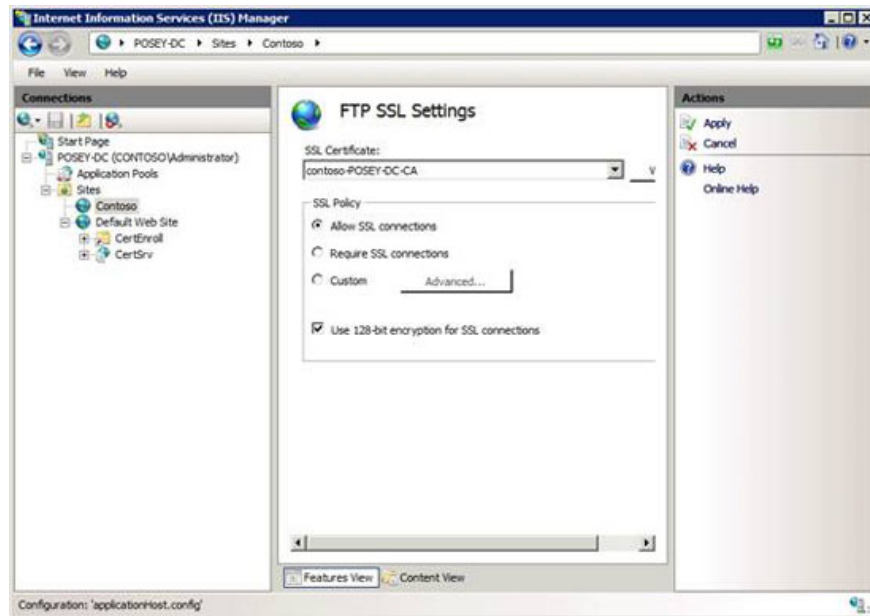 Internet Information Services (IIS) Manager
POSEY-DC Sites Contoso
File View Help
Connections
Start Page
POSEY-DC (CONTOSO\Administrator)
Application Pools
Sites
Contoso
Default Web Site
CertEnroll
CertSrv
FTP SSL Settings
SSL Certificate:
contoso-POSEY-DC-CA
V
SSL Policy
Allow SSL connections
Require SSL connections
Custom
Advanced...
Use 128-bit encryption for SSL connections
Features View
Content View
Actions
Apply
Cancel
Help
Online Help
Configuration: 'applicationHost.config'